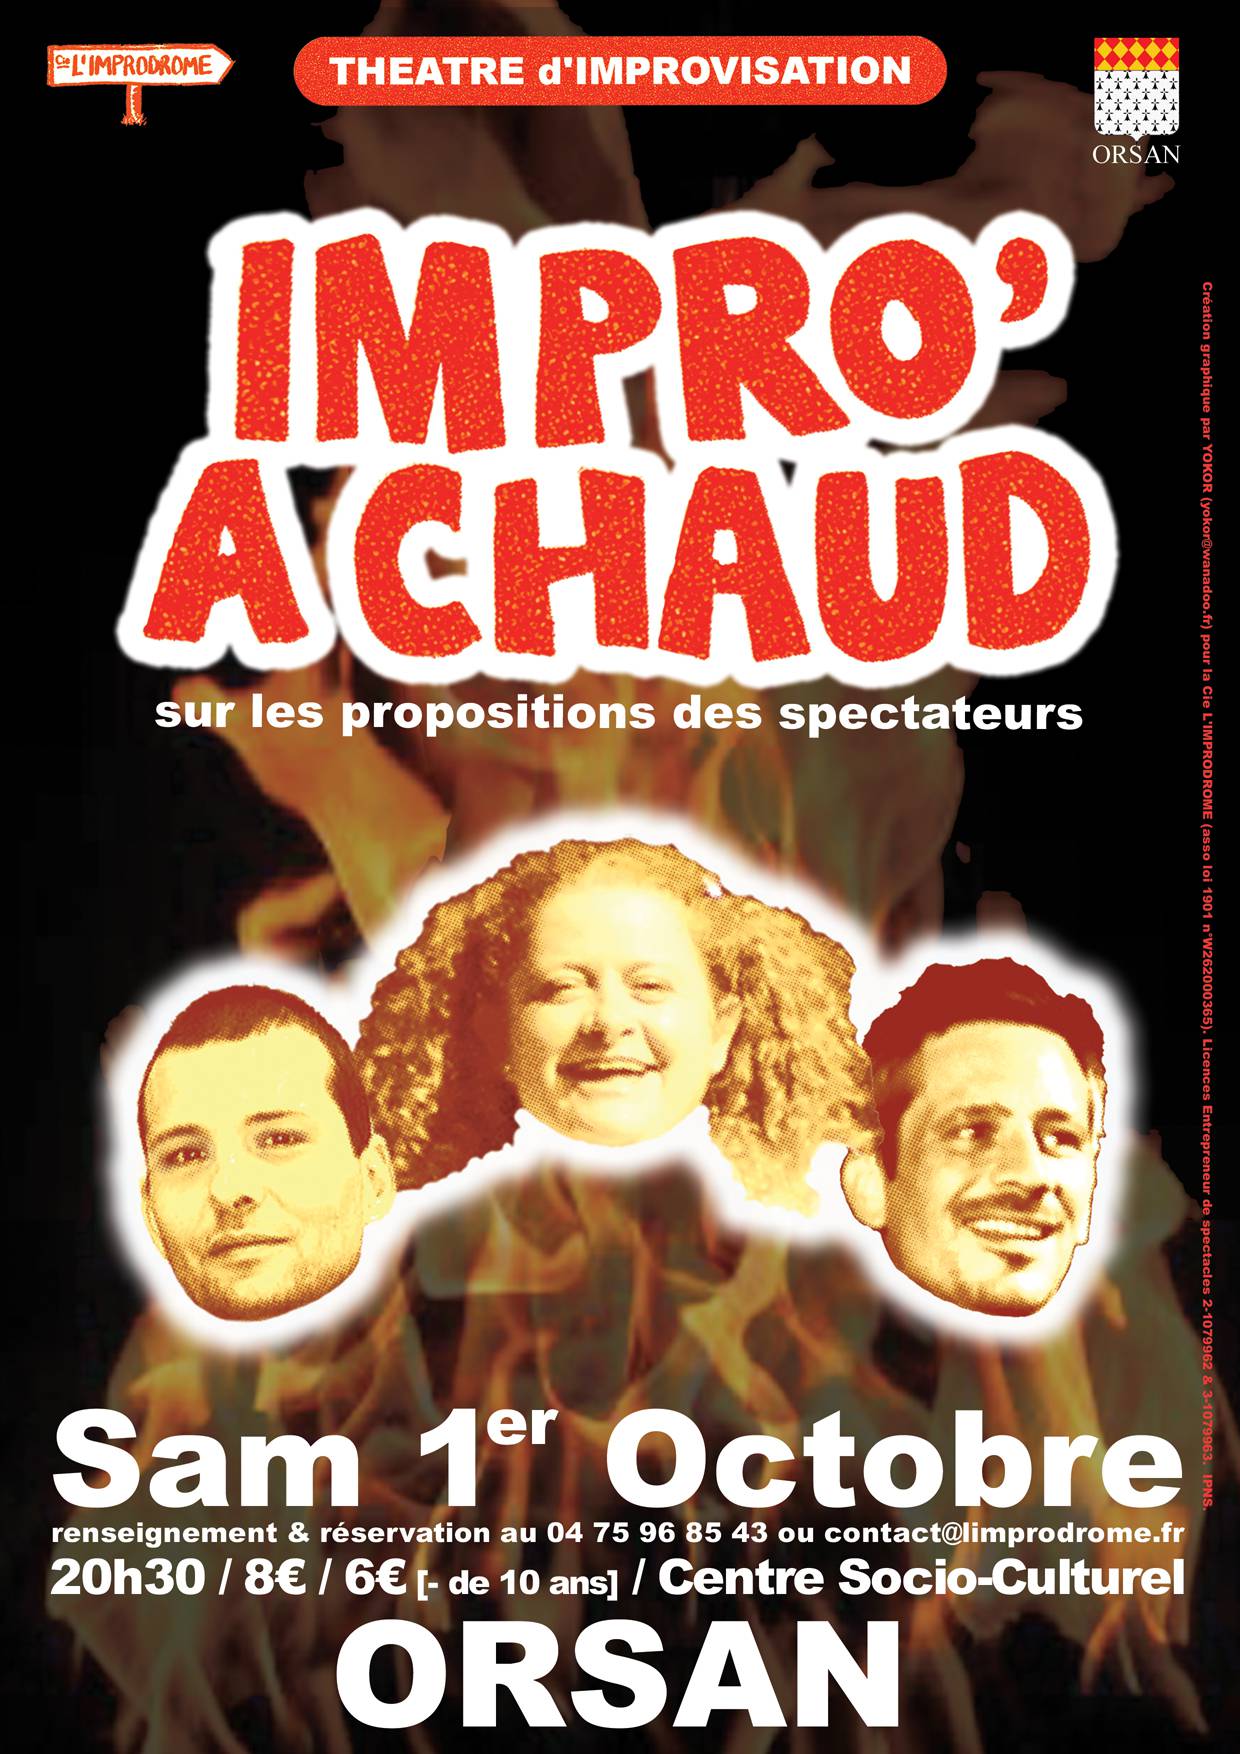 Cie L'IMPRODROME
THEATRE d'IMPROVISATION
ORSAN
IMPRO'
A CHAUD
sur les propositions des spectateurs
Création graphique par YOKOR (yokor@wanadoo.fr) pour la Cie L'IMPRODROME (asso loi 1901 n°W262000365). Licences Entrepreneur de spectacles 2-1079962 & 3-1079963. IPNS.
Sam 1er Octobre
renseignement & réservation au 04 75 96 85 43 ou contact@limprodrome.fr
20h30 / 8€ / 6€ [- de 10 ans] / Centre Socio-Culturel
ORSAN